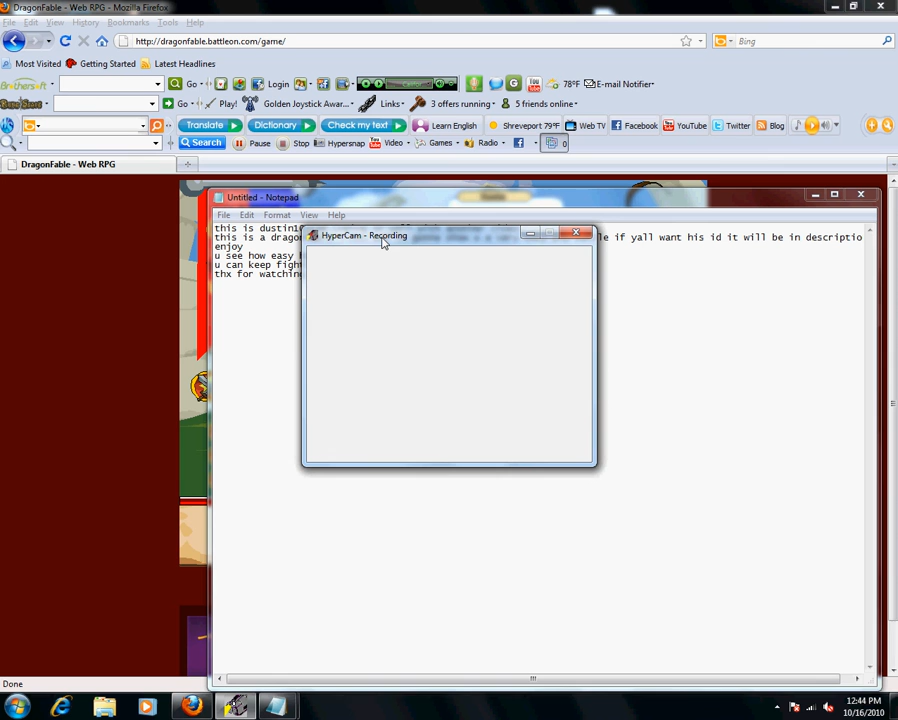 DragonFable - Web RPG - Mozilla Firefox
File Edit View History Bookmarks Tools Help
http://dragonfable.battleon.com/game/
Bing
Most Visited Getting Started Latest Headlines
Brothersoft Go Login 78°F E-mail Notifier
Go Play! Golden Joystick Awar... Links 3 offers running 5 friends online
Translate Dictionary Check my text Learn English Shreveport 79°F Web TV Facebook YouTube Twitter Blog
Search Pause Stop Hypersnap Video Games Radio 0
DragonFable - Web RPG
Untitled - Notepad
File Edit Format View Help
this is dustin
this is a dragon le if yall want his id it will be in descriptio
enjoy
u see how easy
u can keep fight
thx for watching
HyperCam - Recording
Done
12:44 PM
10/16/2010